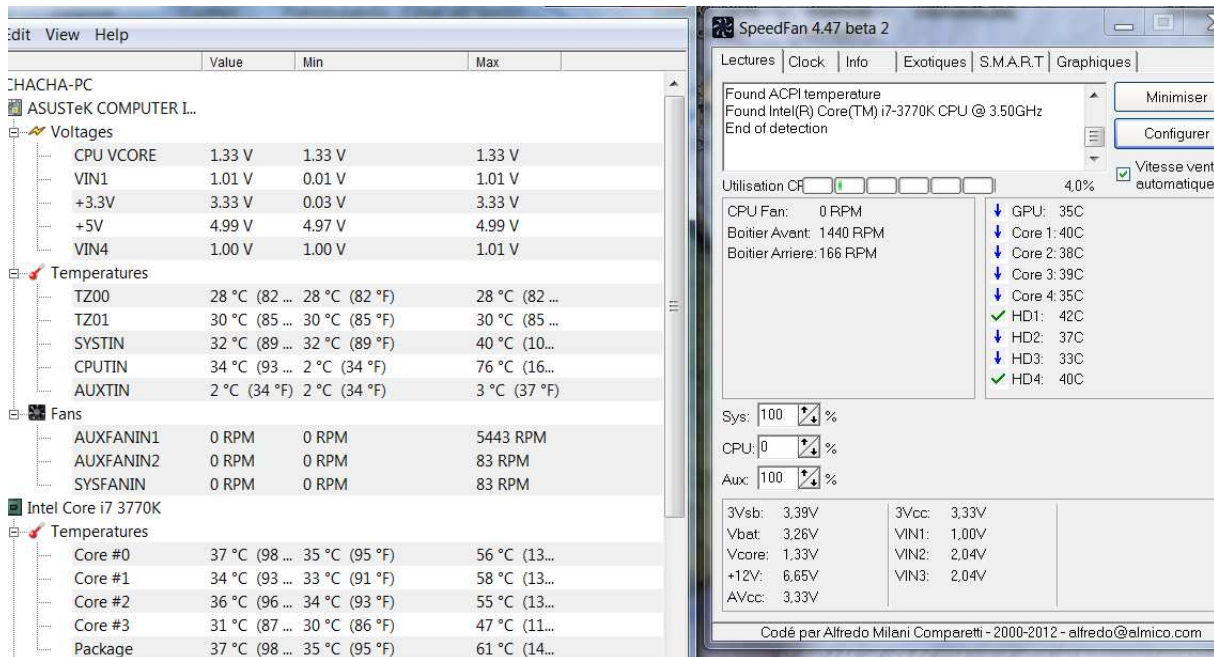 Edit View Help
Value Min Max
CHACHA-PC
ASUSTeK COMPUTER I...
Voltages
CPU VCORE 1.33 V 1.33 V 1.33 V
VIN1 1.01 V 0.01 V 1.01 V
+3.3V 3.33 V 0.03 V 3.33 V
+5V 4.99 V 4.97 V 4.99 V
VIN4 1.00 V 1.00 V 1.01 V
Temperatures
TZ00 28 °C (82 ... 28 °C (82 °F) 28 °C (82 ...
TZ01 30 °C (85 ... 30 °C (85 °F) 30 °C (85 ...
SYSTIN 32 °C (89 ... 32 °C (89 °F) 40 °C (10...
CPUTIN 34 °C (93 ... 2 °C (34 °F) 76 °C (16...
AUXTIN 2 °C (34 °F) 2 °C (34 °F) 3 °C (37 °F)
Fans
AUXFANIN1 0 RPM 0 RPM 5443 RPM
AUXFANIN2 0 RPM 0 RPM 83 RPM
SYSFANIN 0 RPM 0 RPM 83 RPM
Intel Core i7 3770K
Temperatures
Core #0 37 °C (98 ... 35 °C (95 °F) 56 °C (13...
Core #1 34 °C (93 ... 33 °C (91 °F) 58 °C (13...
Core #2 36 °C (96 ... 34 °C (93 °F) 55 °C (13...
Core #3 31 °C (87 ... 30 °C (86 °F) 47 °C (11...
Package 37 °C (98 ... 35 °C (95 °F) 61 °C (14...
SpeedFan 4.47 beta 2
Lectures Clock Info Exotiques S.M.A.R.T Graphiques
Found ACPI temperature
Found Intel(R) Core(TM) i7-3770K CPU @ 3.50GHz
End of detection
Minimiser
Configurer
Vitesse vent
automatique
Utilisation CP 4,0%
CPU Fan: 0 RPM
Boitier Avant: 1440 RPM
Boitier Arriere: 166 RPM
GPU: 35C
Core 1: 40C
Core 2: 38C
Core 3: 39C
Core 4: 35C
HD1: 42C
HD2: 37C
HD3: 33C
HD4: 40C
Sys: 100 %
CPU: 0 %
Aux: 100 %
3Vsb: 3,39V 3Vcc: 3,33V
Vbat: 3,26V VIN1: 1,00V
Vcore: 1,33V VIN2: 2,04V
+12V: 6,65V VIN3: 2,04V
AVcc: 3,33V
Codé par Alfredo Milani Comparetti - 2000-2012 - alfredo@almico.com